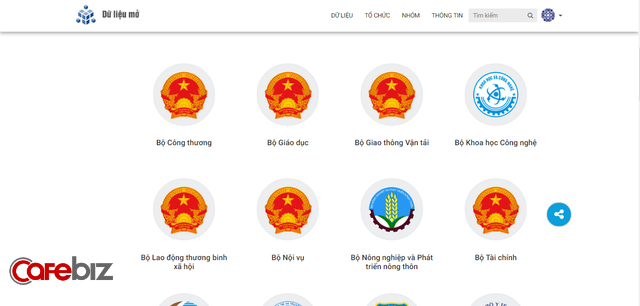 Dữ liệu mở
DỮ LIỆU TỔ CHỨC NHÓM THÔNG TIN Tìm kiếm
Bộ Công thương
Bộ Giáo dục
Bộ Giao thông Vận tải
Bộ Khoa học Công nghệ
Bộ Lao động thương binh
xã hội
Bộ Nội vụ
Bộ Nông nghiệp và Phát
triển nông thôn
Bộ Tài chính
Cafebiz